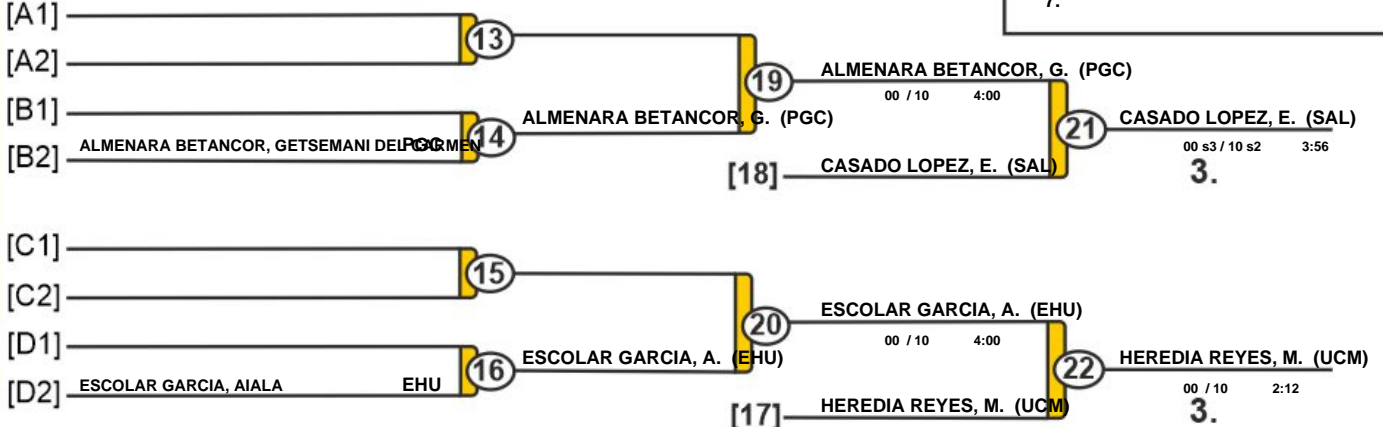 7.
[A1]
13
[A2]
19
ALMENARA BETANCOR, G. (PGC)
00 / 10 4:00
[B1]
14
ALMENARA BETANCOR, G. (PGC)
21
CASADO LOPEZ, E. (SAL)
[B2] ALMENARA BETANCOR, GETSEMANI DEL CARMEN PGC
00 s3 / 10 s2 3:56
[18] CASADO LOPEZ, E. (SAL)
3.
[C1]
15
[C2]
20
ESCOLAR GARCIA, A. (EHU)
00 / 10 4:00
[D1]
16
ESCOLAR GARCIA, A. (EHU)
22
HEREDIA REYES, M. (UCM)
[D2] ESCOLAR GARCIA, AIALA EHU
00 / 10 2:12
[17] HEREDIA REYES, M. (UCM)
3.